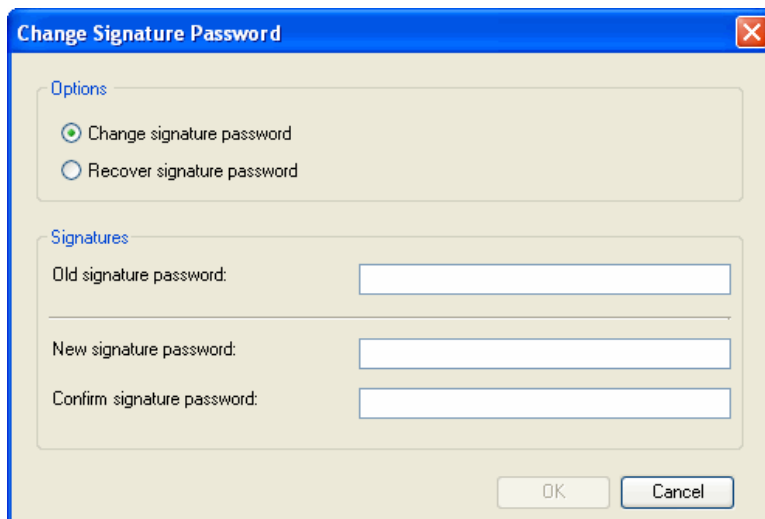 Change Signature Password
Options
Change signature password
Recover signature password
Signatures
Old signature password:
New signature password:
Confirm signature password:
OK Cancel